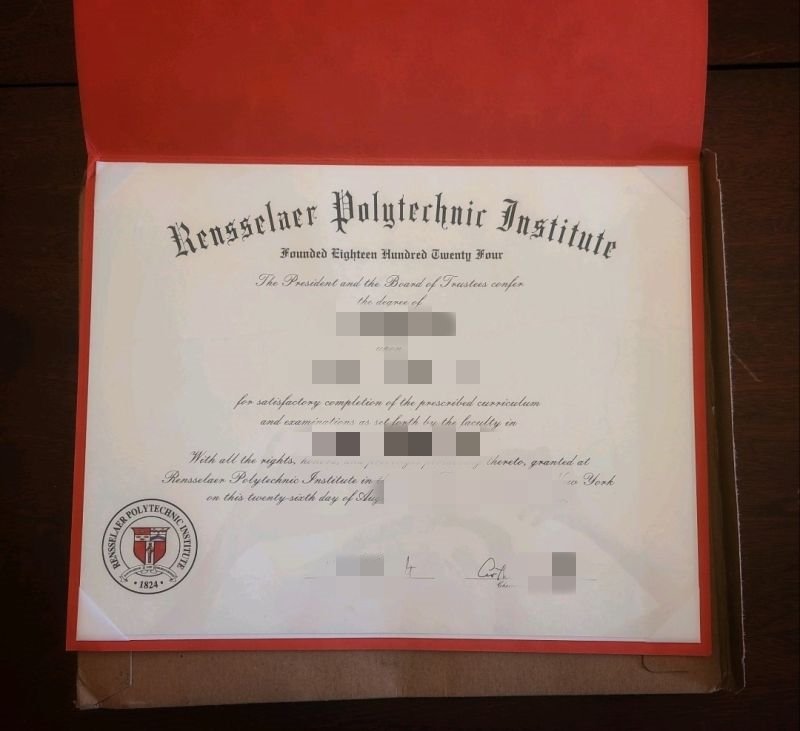 Rensselaer Polytechnic Institute
Founded Eighteen Hundred Twenty Four
The President and the Board of Trustees confer
the degree of
upon
for satisfactory completion of the prescribed curriculum
and examinations as set forth by the faculty in
With all the rights, thereto, granted at
Rensselaer Polytechnic Institute in York
on this twenty-sixth day of Aug
RENSSELAER POLYTECHNIC INSTITUTE
1824